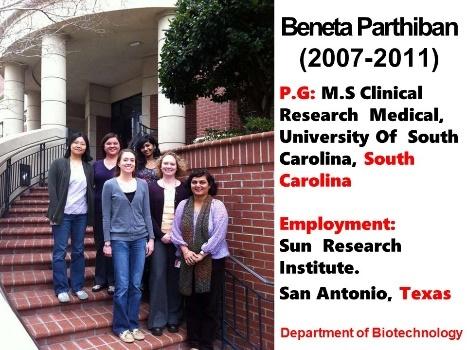 Beneta Parthiban
(2007-2011)
P.G: M.S Clinical
Research Medical,
University Of South
Carolina, South
Carolina
Employment:
Sun Research
Institute.
San Antonio, Texas
Department of Biotechnology